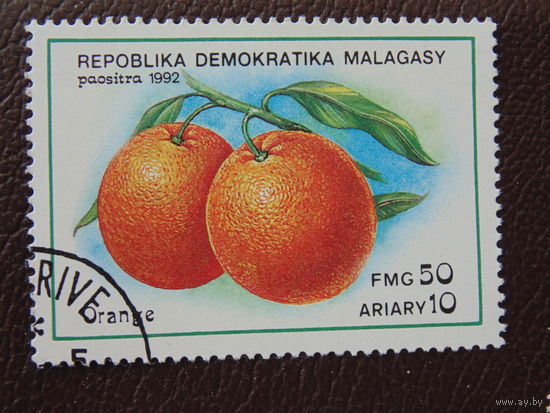 REPOBLIKA DEMOKRATIKA MALAGASY
paositra 1992
FMG 50
ARIARY 10
RIVE
orange
5
www.ay.by